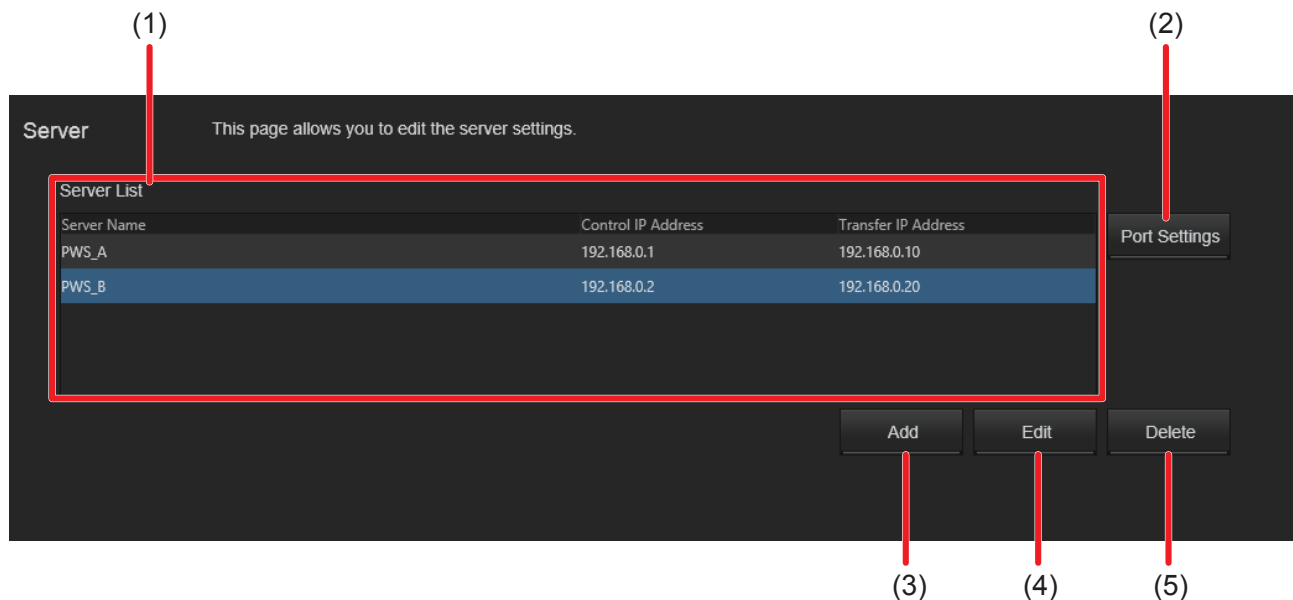 (1) (2)
Server This page allows you to edit the server settings.
Server List
Server Name Control IP Address Transfer IP Address
Port Settings
PWS_A 192.168.0.1 192.168.0.10
PWS_B 192.168.0.2 192.168.0.20
Add Edit Delete
(3) (4) (5)